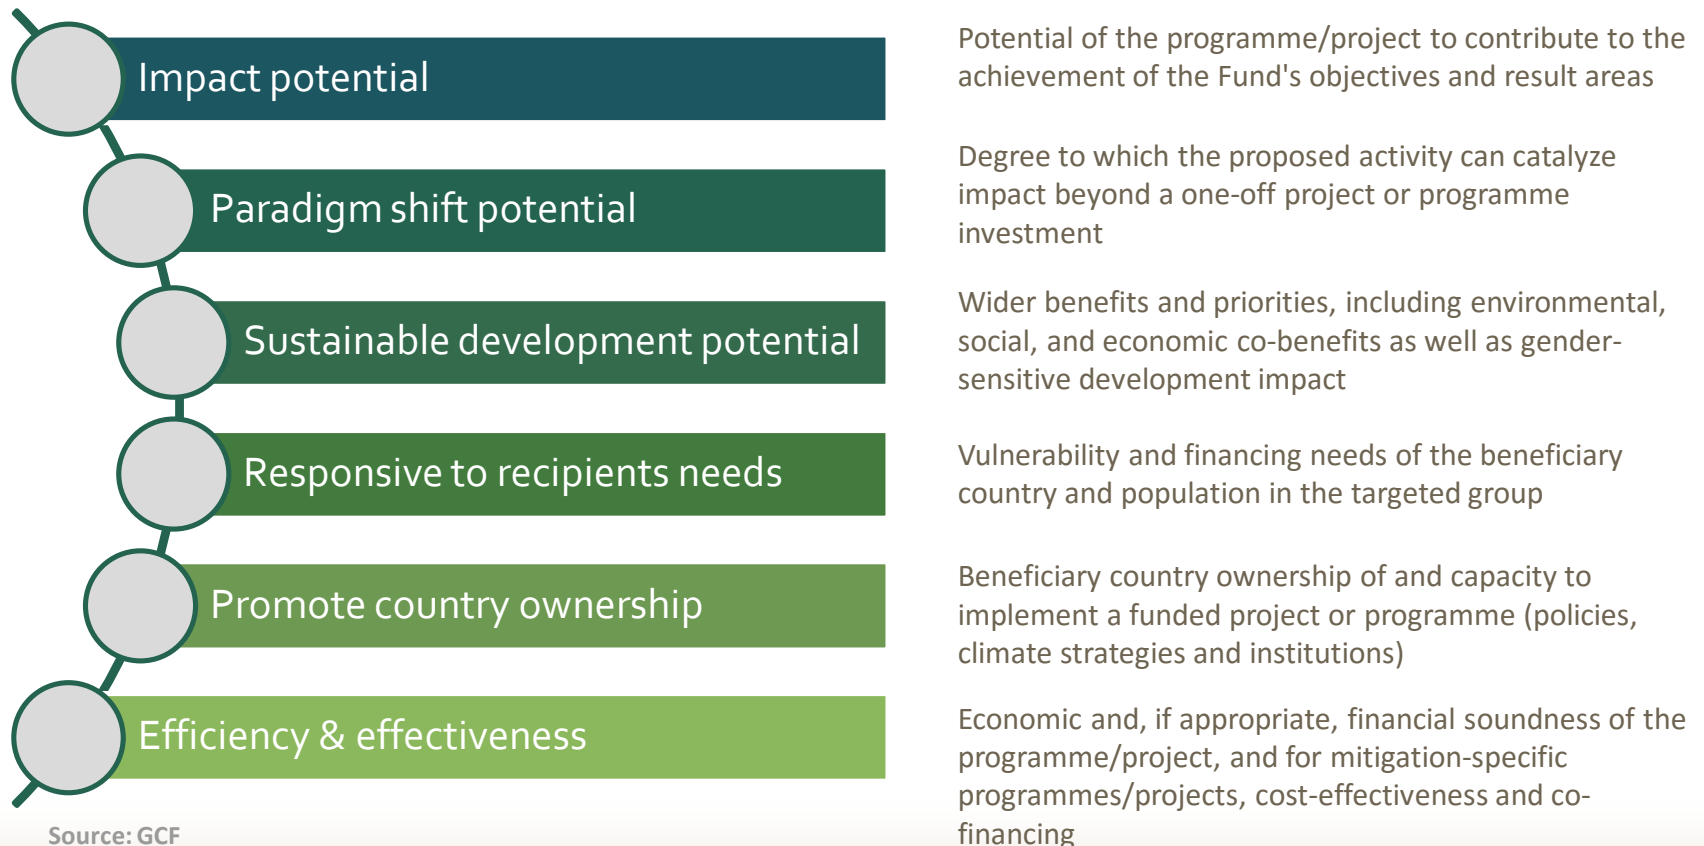 Impact potential
Potential of the programme/project to contribute to the
achievement of the Fund's objectives and result areas
Paradigm shift potential
Degree to which the proposed activity can catalyze
impact beyond a one-off project or programme
investment
Sustainable development potential
Wider benefits and priorities, including environmental,
social, and economic co-benefits as well as gender-
sensitive development impact
Responsive to recipients needs
Vulnerability and financing needs of the beneficiary
country and population in the targeted group
Promote country ownership
Beneficiary country ownership of and capacity to
implement a funded project or programme (policies,
climate strategies and institutions)
Efficiency & effectiveness
Economic and, if appropriate, financial soundness of the
programme/project, and for mitigation-specific
programmes/projects, cost-effectiveness and co-
financing
Source: GCF